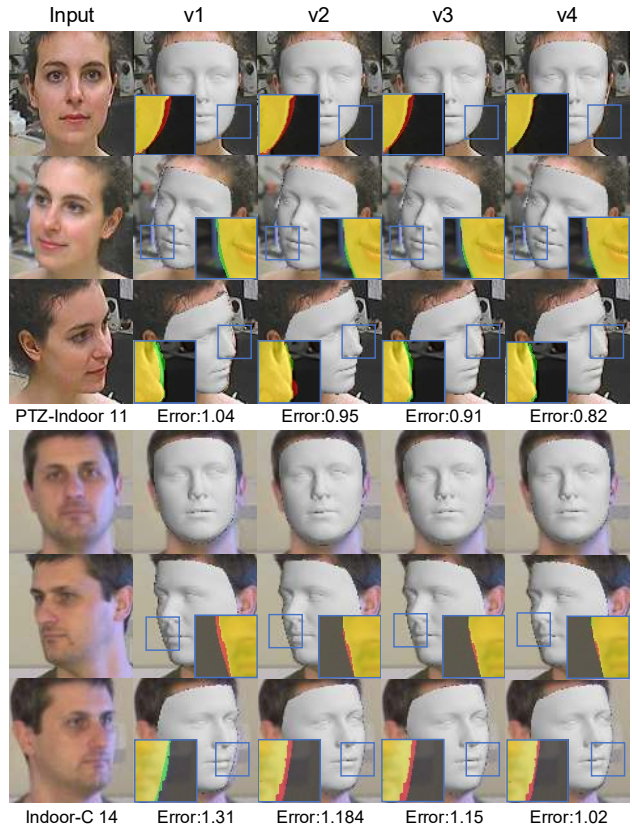 Input v1 v2 v3 v4
PTZ-Indoor 11 Error:1.04 Error:0.95 Error:0.91 Error:0.82
Indoor-C 14 Error:1.31 Error:1.184 Error:1.15 Error:1.02